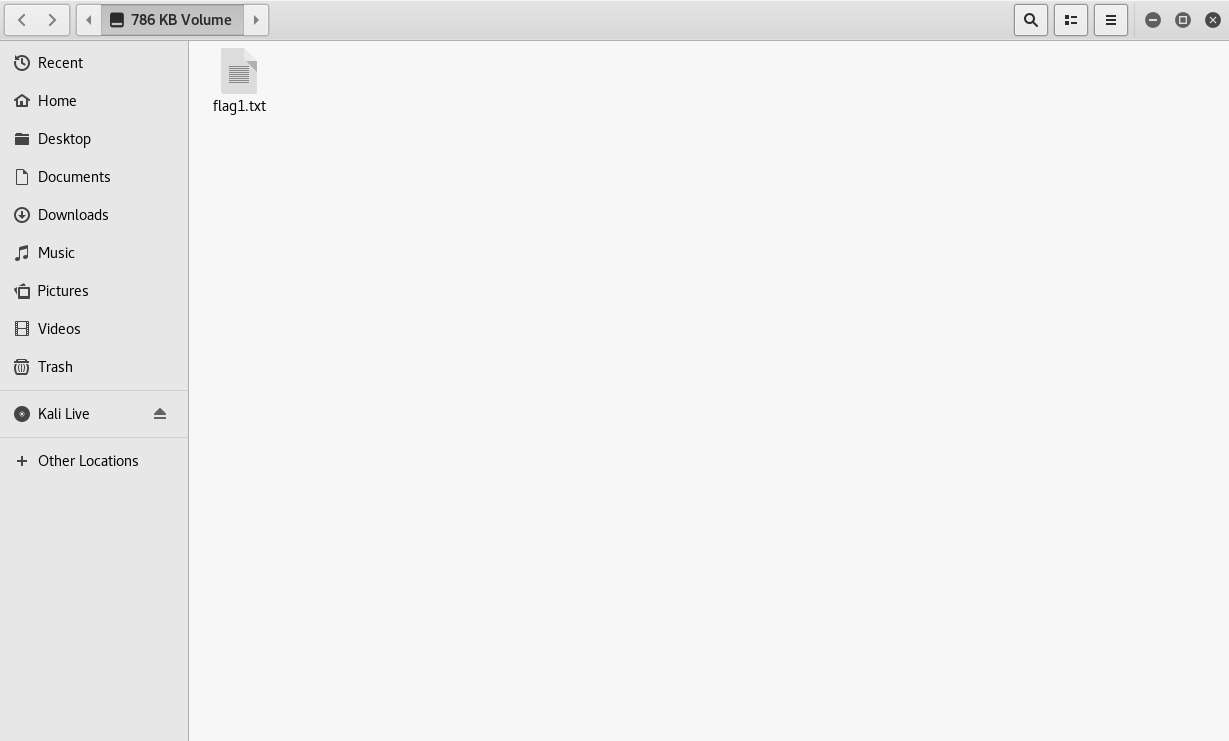 786 KB Volume
Recent
Home
Desktop
Documents
Downloads
Music
Pictures
Videos
Trash
Kali Live
Other Locations
flag1.txt